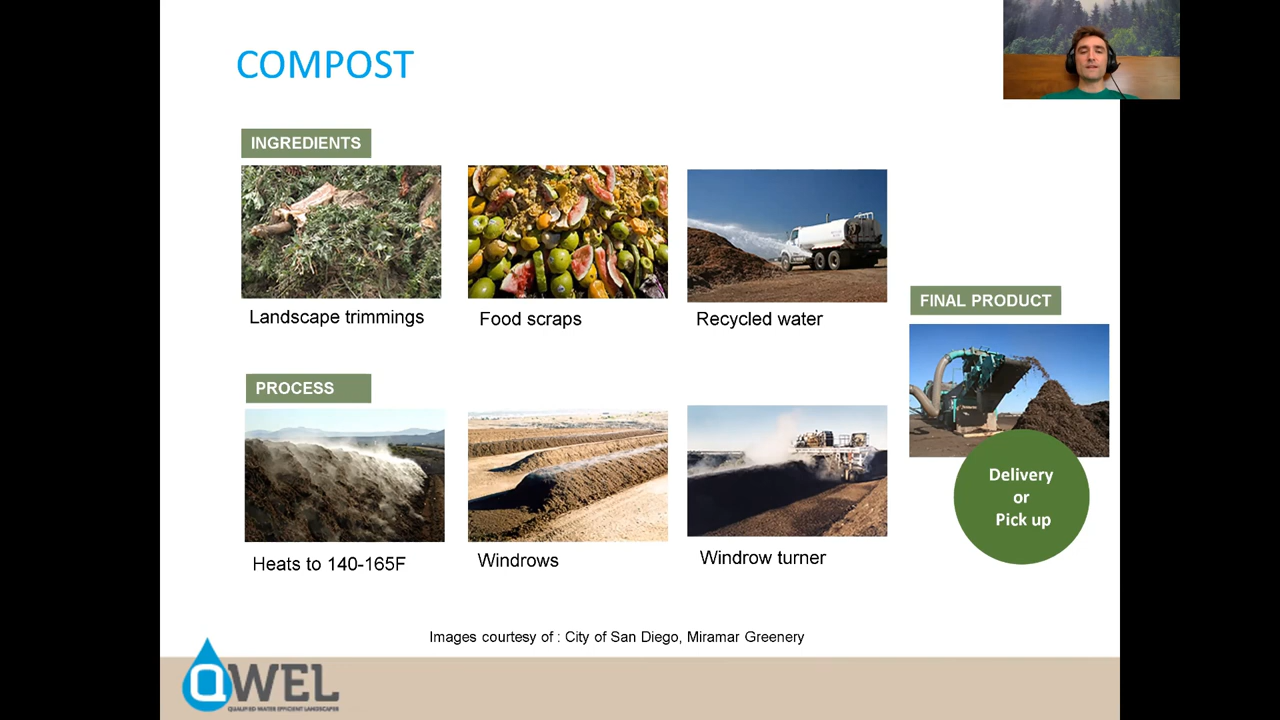 COMPOST
INGREDIENTS
Landscape trimmings
Food scraps
Recycled water
FINAL PRODUCT
Delivery
or
Pick up
PROCESS
Heats to 140-165F
Windrows
Windrow turner
Images courtesy of : City of San Diego, Miramar Greenery
QWEL
QUALIFIED WATER EFFICIENT LANDSCAPER